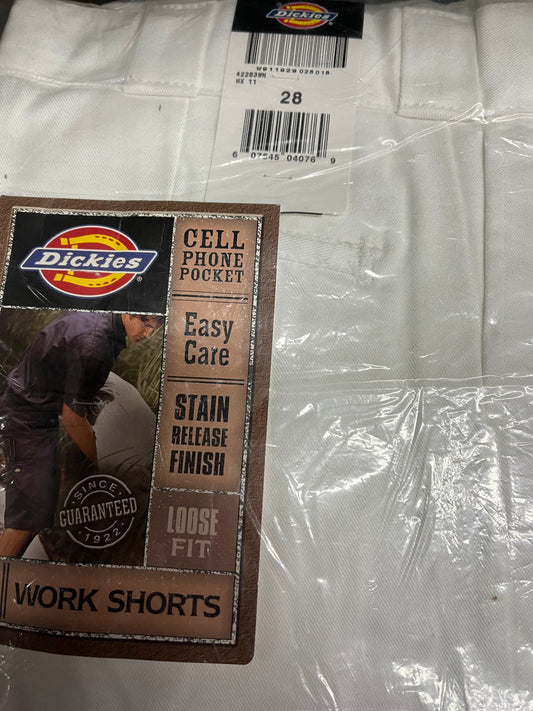 Dickies
W911929028018
42283WH
WX 11
28
6 07645 04076 9
Dickies
CELL
PHONE
POCKET
Easy
Care
STAIN
RELEASE
FINISH
SINCE
GUARANTEED
1922
LOOSE
FIT
WORK SHORTS